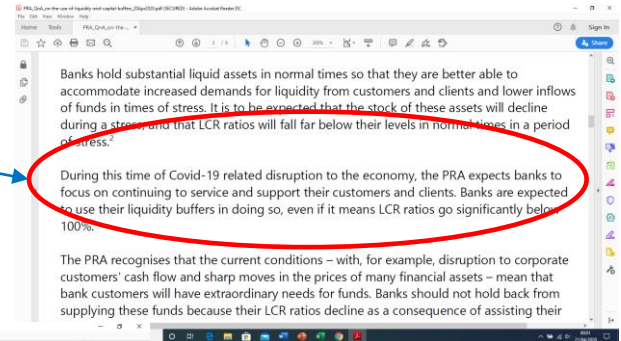 PRA_QnA_on-the-use-of-liquidity-and-capital-buffers_20Apr2020.pdf (SECURED) - Adobe Acrobat Reader DC
File Edit View Window Help
Home Tools PRA_QnA_on-the-... × Sign In
Share
Banks hold substantial liquid assets in normal times so that they are better able to
accommodate increased demands for liquidity from customers and clients and lower inflows
of funds in times of stress. It is to be expected that the stock of these assets will decline
during a stress, and that LCR ratios will fall far below their levels in normal times in a period
of stress.2
During this time of Covid-19 related disruption to the economy, the PRA expects banks to
focus on continuing to service and support their customers and clients. Banks are expected
to use their liquidity buffers in doing so, even if it means LCR ratios go significantly below
100%.
The PRA recognises that the current conditions – with, for example, disruption to corporate
customers' cash flow and sharp moves in the prices of many financial assets – mean that
bank customers will have extraordinary needs for funds. Banks should not hold back from
supplying these funds because their LCR ratios decline as a consequence of assisting their